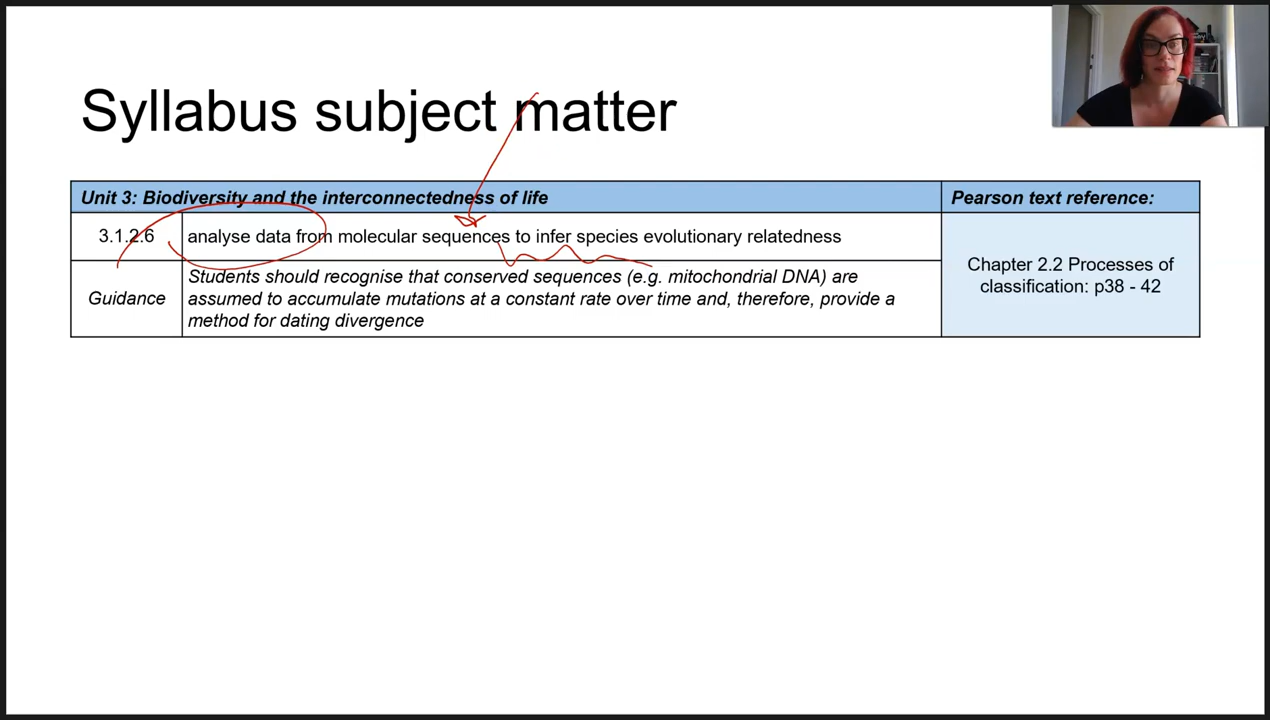 Syllabus subject matter
Unit 3: Biodiversity and the interconnectedness of life
Pearson text reference:
3.1.2.6
analyse data from molecular sequences to infer species evolutionary relatedness
Guidance
Students should recognise that conserved sequences (e.g. mitochondrial DNA) are
assumed to accumulate mutations at a constant rate over time and, therefore, provide a
method for dating divergence
Chapter 2.2 Processes of
classification: p38 - 42